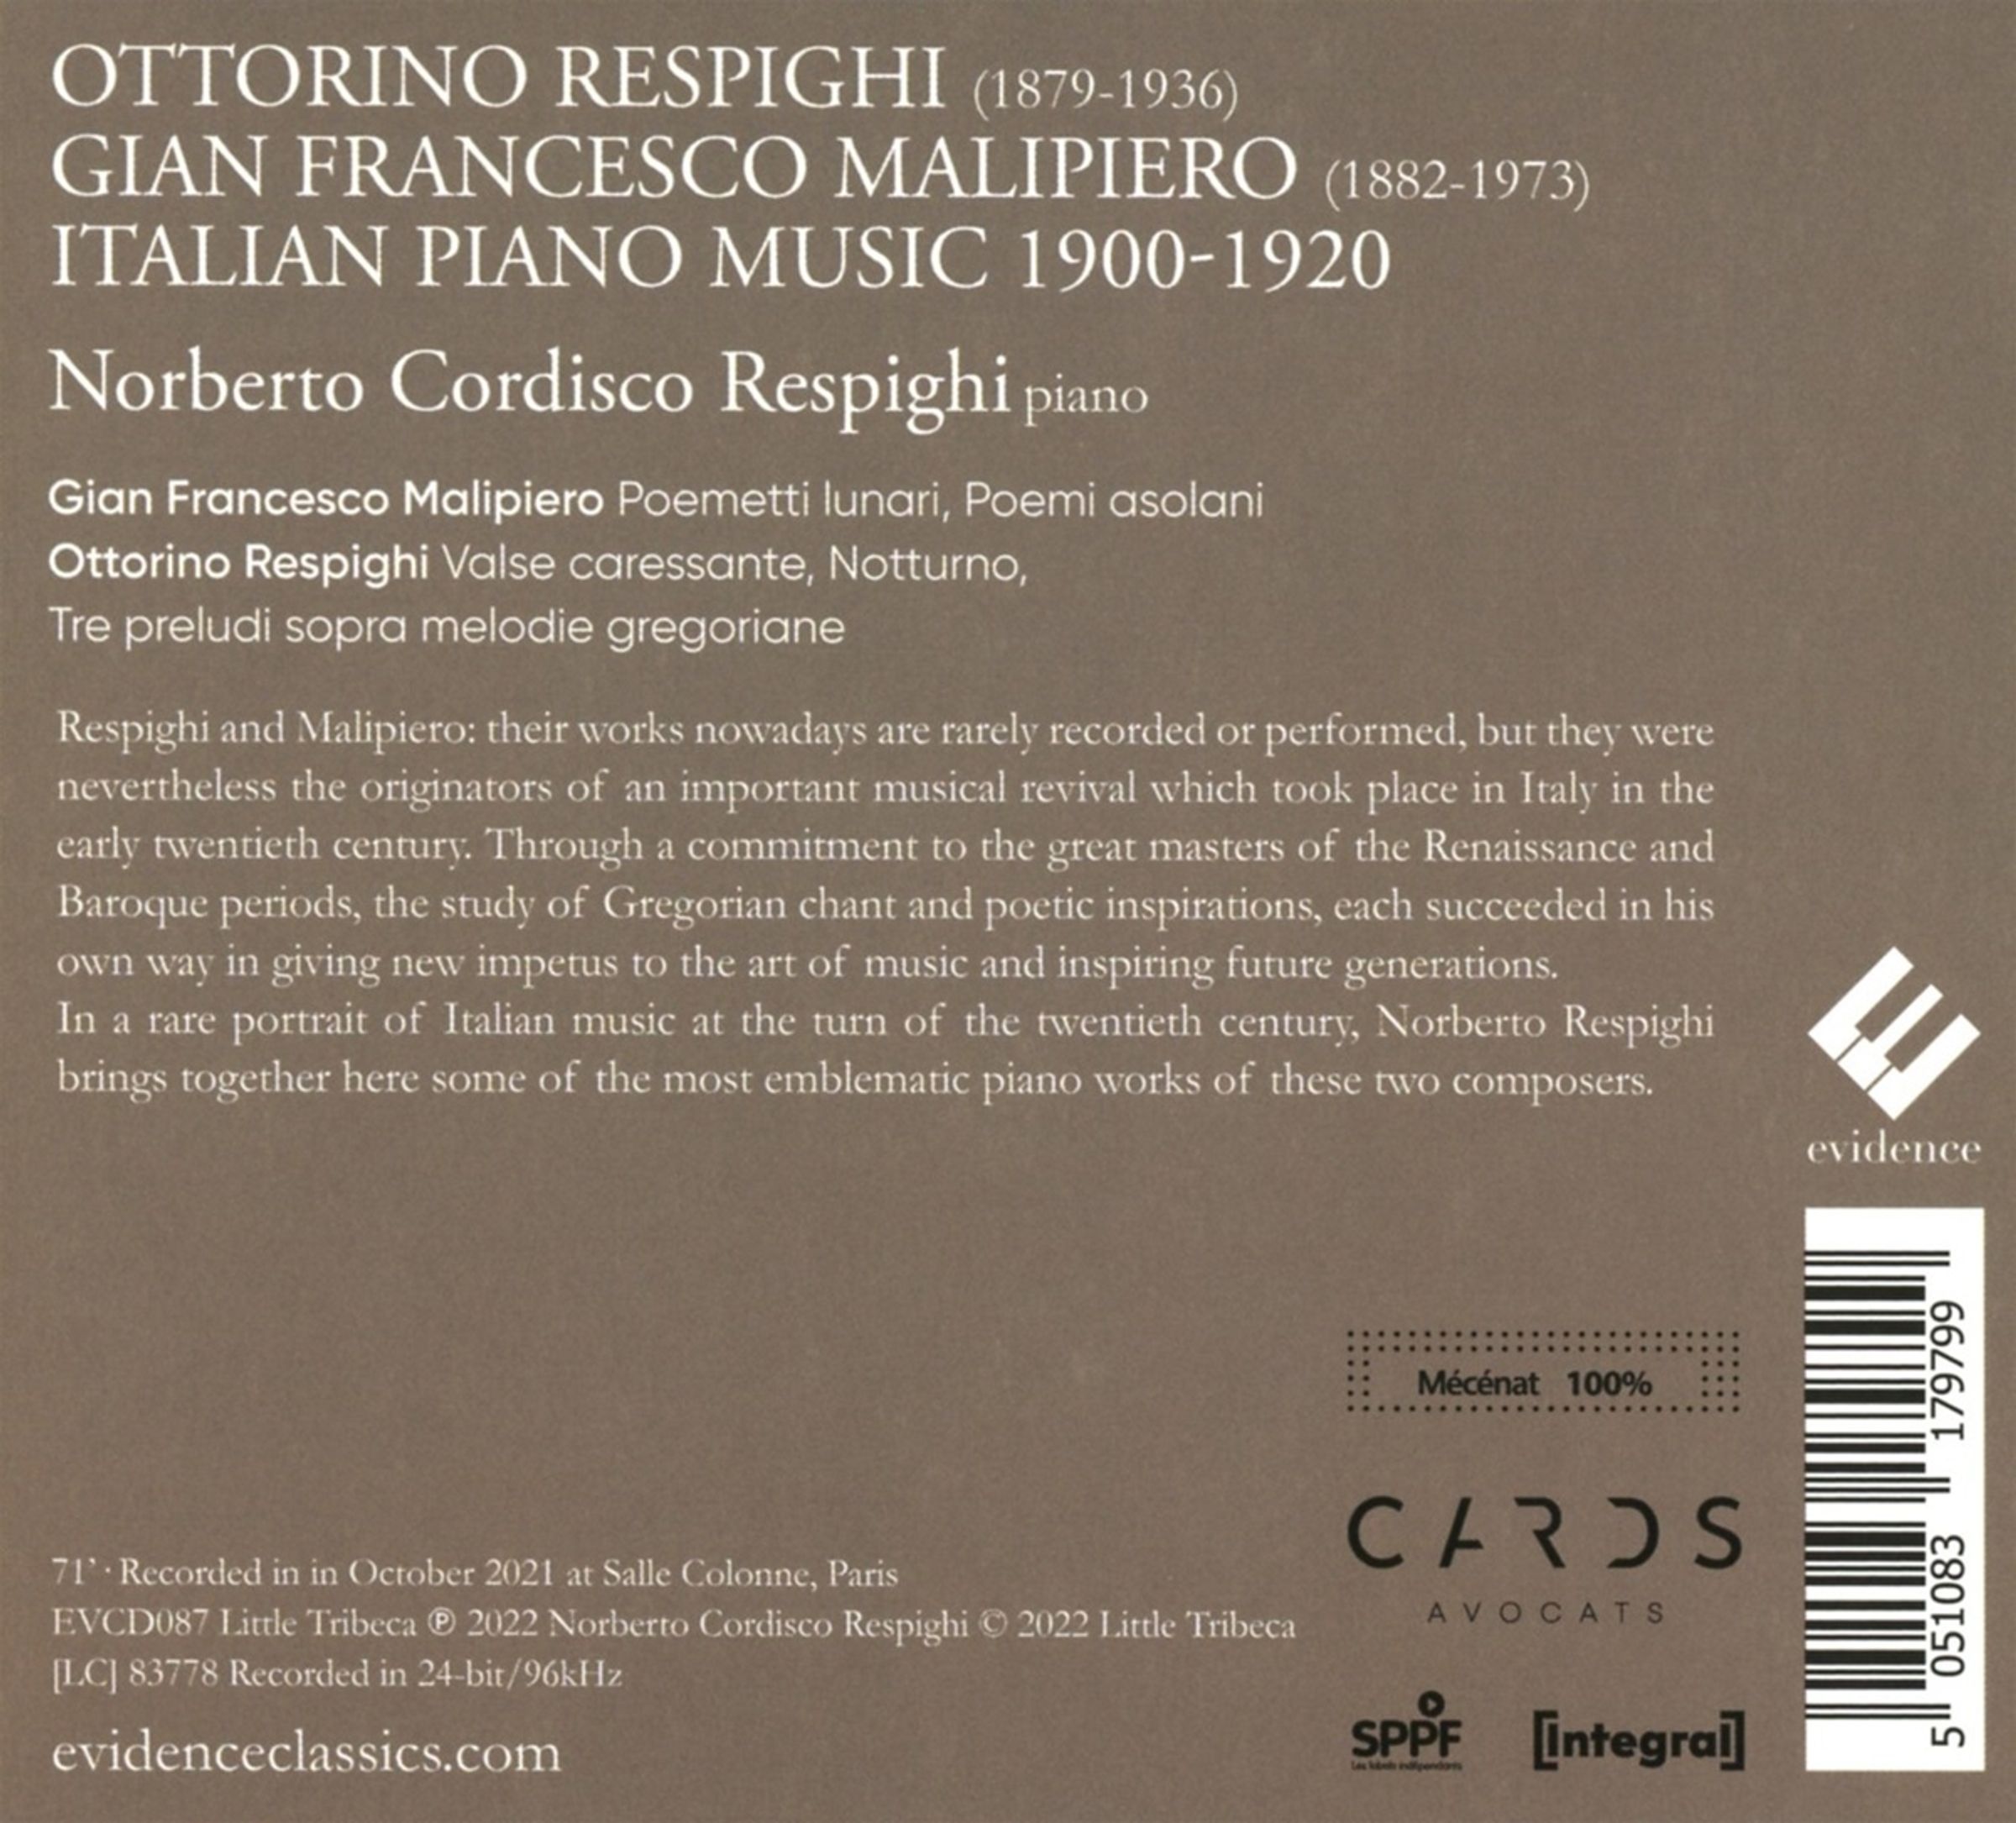 OTTORINO RESPIGHI (1879-1936)
GIAN FRANCESCO MALIPIERO (1882-1973)
ITALIAN PIANO MUSIC 1900-1920
Norberto Cordisco Respighi piano
Gian Francesco Malipiero Poemetti lunari, Poemi asolani
Ottorino Respighi Valse caressante, Notturno,
Tre preludi sopra melodie gregoriane
Respighi and Malipiero: their works nowadays are rarely recorded or performed, but they were
nevertheless the originators of an important musical revival which took place in Italy in the
early twentieth century. Through a commitment to the great masters of the Renaissance and
Baroque periods, the study of Gregorian chant and poetic inspirations, each succeeded in his
own way in giving new impetus to the art of music and inspiring future generations.
In a rare portrait of Italian music at the turn of the twentieth century, Norberto Respighi
brings together here some of the most emblematic piano works of these two composers.
evidence
Mécénat 100%
CARDS
AVOCATS
71’ · Recorded in in October 2021 at Salle Colonne, Paris
EVCD087 Little Tribeca ℗ 2022 Norberto Cordisco Respighi © 2022 Little Tribeca
[LC] 83778 Recorded in 24-bit/96kHz
evidenceclassics.com
SPPF
Les labels indépendants
[integral]
5 051083 179799